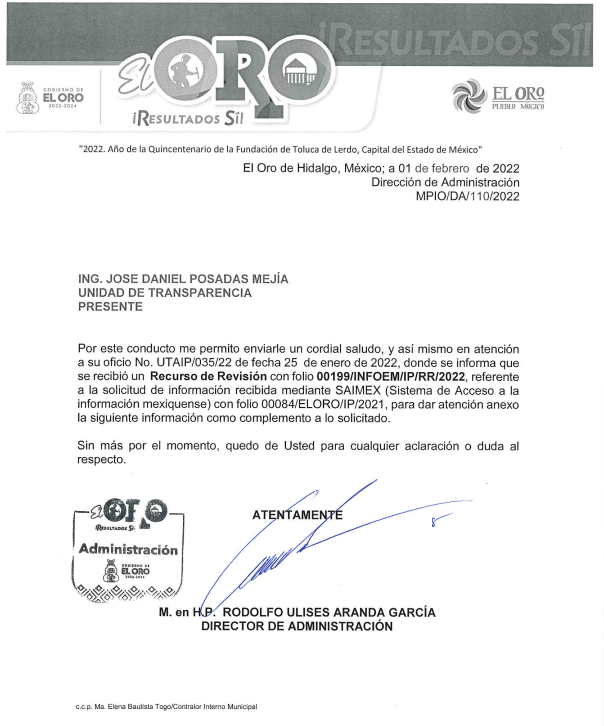 ¡RESULTADOS SÍ!
El ORO
¡RESULTADOS SÍ!
GOBIERNO DE
EL ORO
2022-2024
EL ORO
PUEBLO MÁGICO
"2022. Año de la Quincentenario de la Fundación de Toluca de Lerdo, Capital del Estado de México"
El Oro de Hidalgo, México; a 01 de febrero de 2022
Dirección de Administración
MPIO/DA/110/2022
ING. JOSE DANIEL POSADAS MEJÍA
UNIDAD DE TRANSPARENCIA
PRESENTE
Por este conducto me permito enviarle un cordial saludo, y así mismo en atención
a su oficio No. UTAIP/035/22 de fecha 25 de enero de 2022, donde se informa que
se recibió un Recurso de Revisión con folio 00199/INFOEM/IP/RR/2022, referente
a la solicitud de información recibida mediante SAIMEX (Sistema de Acceso a la
información mexiquense) con folio 00084/ELORO/IP/2021, para dar atención anexo
la siguiente información como complemento a lo solicitado.
Sin más por el momento, quedo de Usted para cualquier aclaración o duda al
respecto.
ATENTAMENTE
El ORO
¡RESULTADOS SÍ!
Administración
GOBIERNO DE
EL ORO
2022-2024
M. en H.P. RODOLFO ULISES ARANDA GARCÍA
DIRECTOR DE ADMINISTRACIÓN
c.c.p. Ma. Elena Bautista Togo/Contralor Interno Municipal